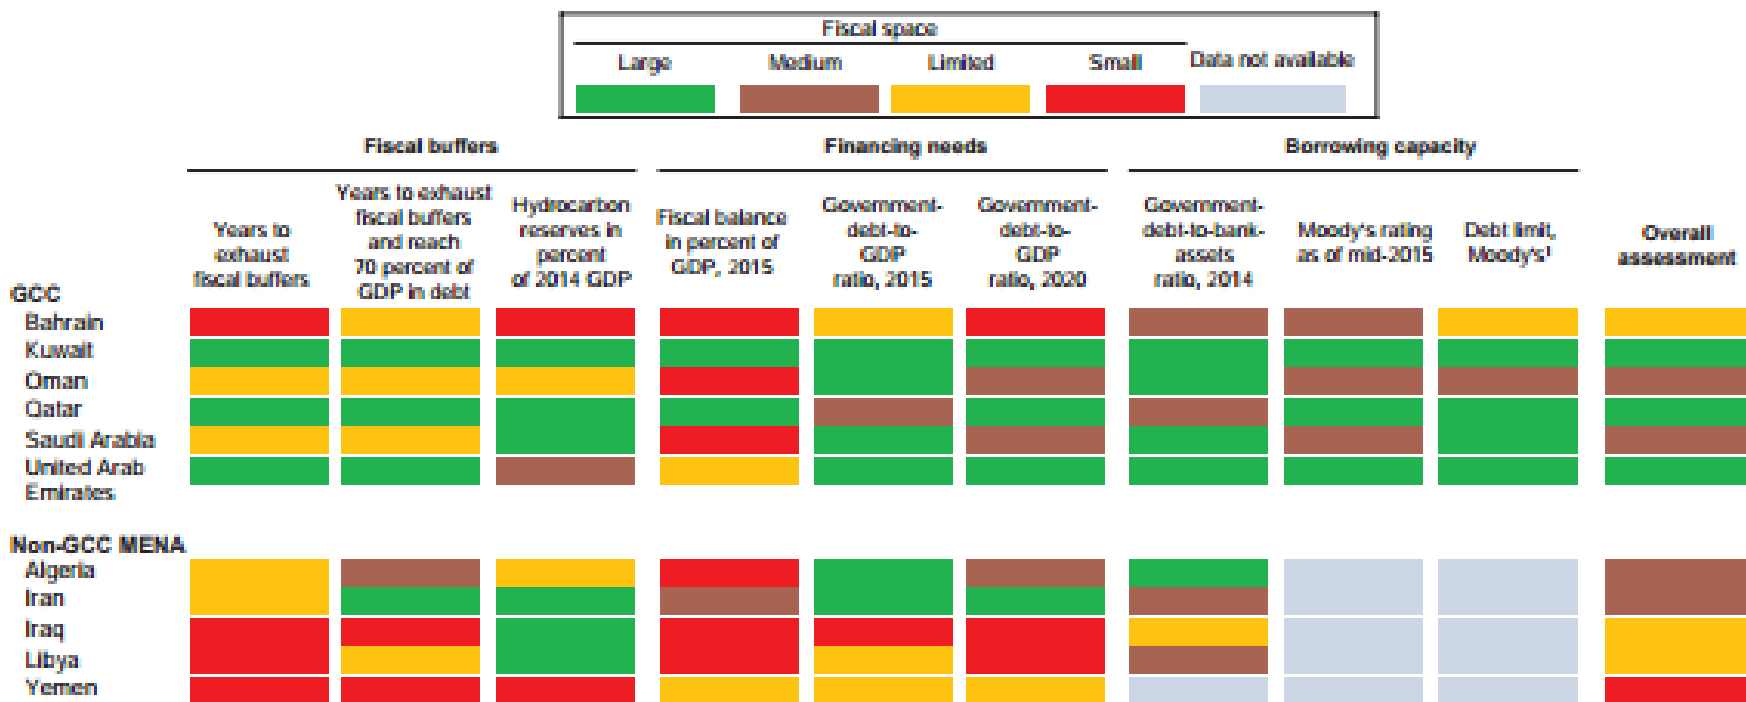 Fiscal space
Large Medium Limited Small Data not available
Fiscal buffers Financing needs Borrowing capacity
Years to
exhaust
fiscal buffers
Years to exhaust
fiscal buffers
and reach
70 percent of
GDP in debt
Hydrocarbon
reserves in
percent
of 2014 GDP
Fiscal balance
in percent of
GDP, 2015
Government-
debt-to-
GDP
ratio, 2015
Government-
debt-to-
GDP
ratio, 2020
Government-
debt-to-bank-
assets
ratio, 2014
Moody's rating
as of mid-2015
Debt limit,
Moody's¹
Overall
assessment
GCC
Bahrain
Kuwait
Oman
Qatar
Saudi Arabia
United Arab
Emirates
Non-GCC MENA
Algeria
Iran
Iraq
Libya
Yemen